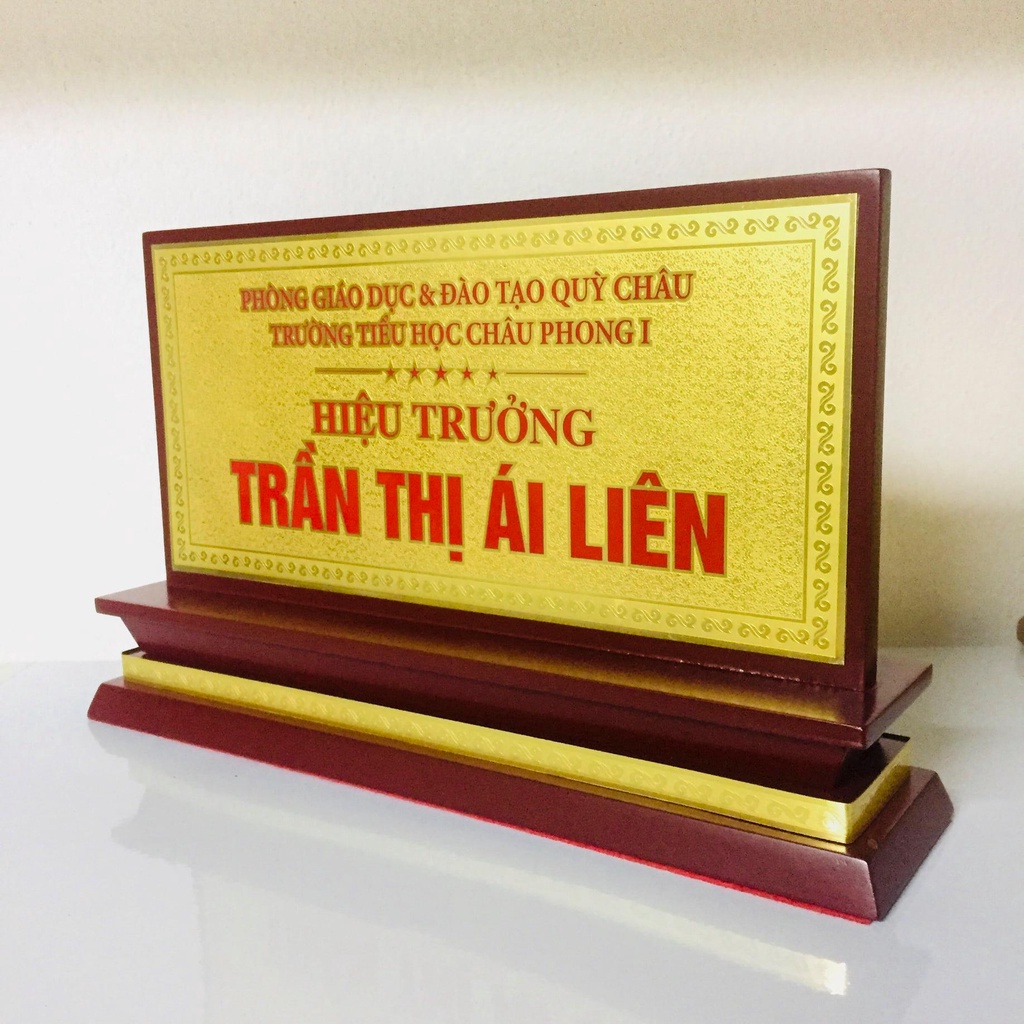 PHÒNG GIÁO DỤC & ĐÀO TẠO QUỲ CHÂU
TRƯỜNG TIỂU HỌC CHÂU PHONG I
HIỆU TRƯỞNG
TRẦN THỊ ÁI LIÊN